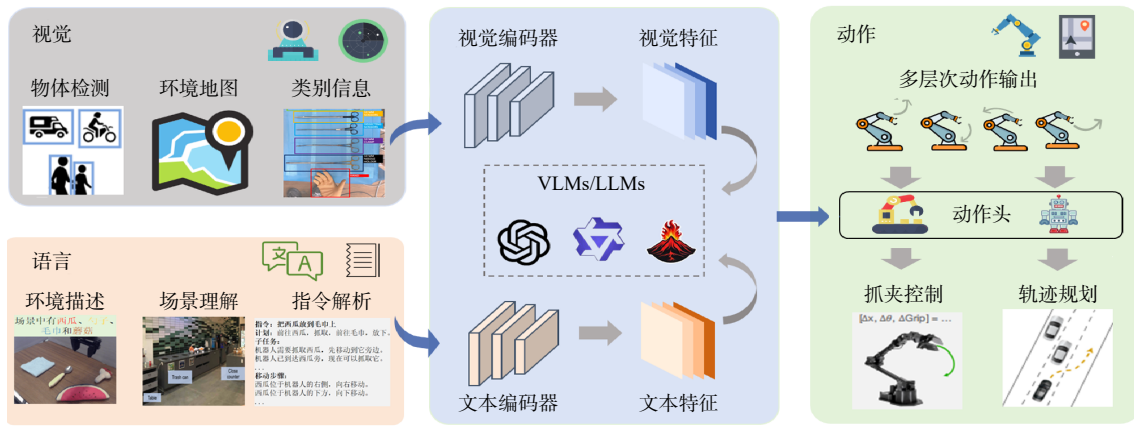 视觉
物体检测
环境地图
类别信息
语言
文
A
环境描述
场景理解
指令解析
场景中有西瓜、勺子、
毛巾和蘑菇
Trash can
Table
Close
counter
指令：把西瓜放到毛巾上
计划：前往西瓜，抓取，前往毛巾，放下。
子任务：
机器人需要抓取西瓜，先移动到它旁边。
机器人已到达西瓜旁，现在可以抓取它。
...
移动步骤：
西瓜位于机器人的右侧，向右移动。
西瓜位于机器人的下方，向下移动。
...
视觉编码器
视觉特征
VLMs/LLMs
文本编码器
文本特征
动作
多层次动作输出
动作头
抓夹控制
轨迹规划
[Δx, Δθ, ΔGrip] = ...